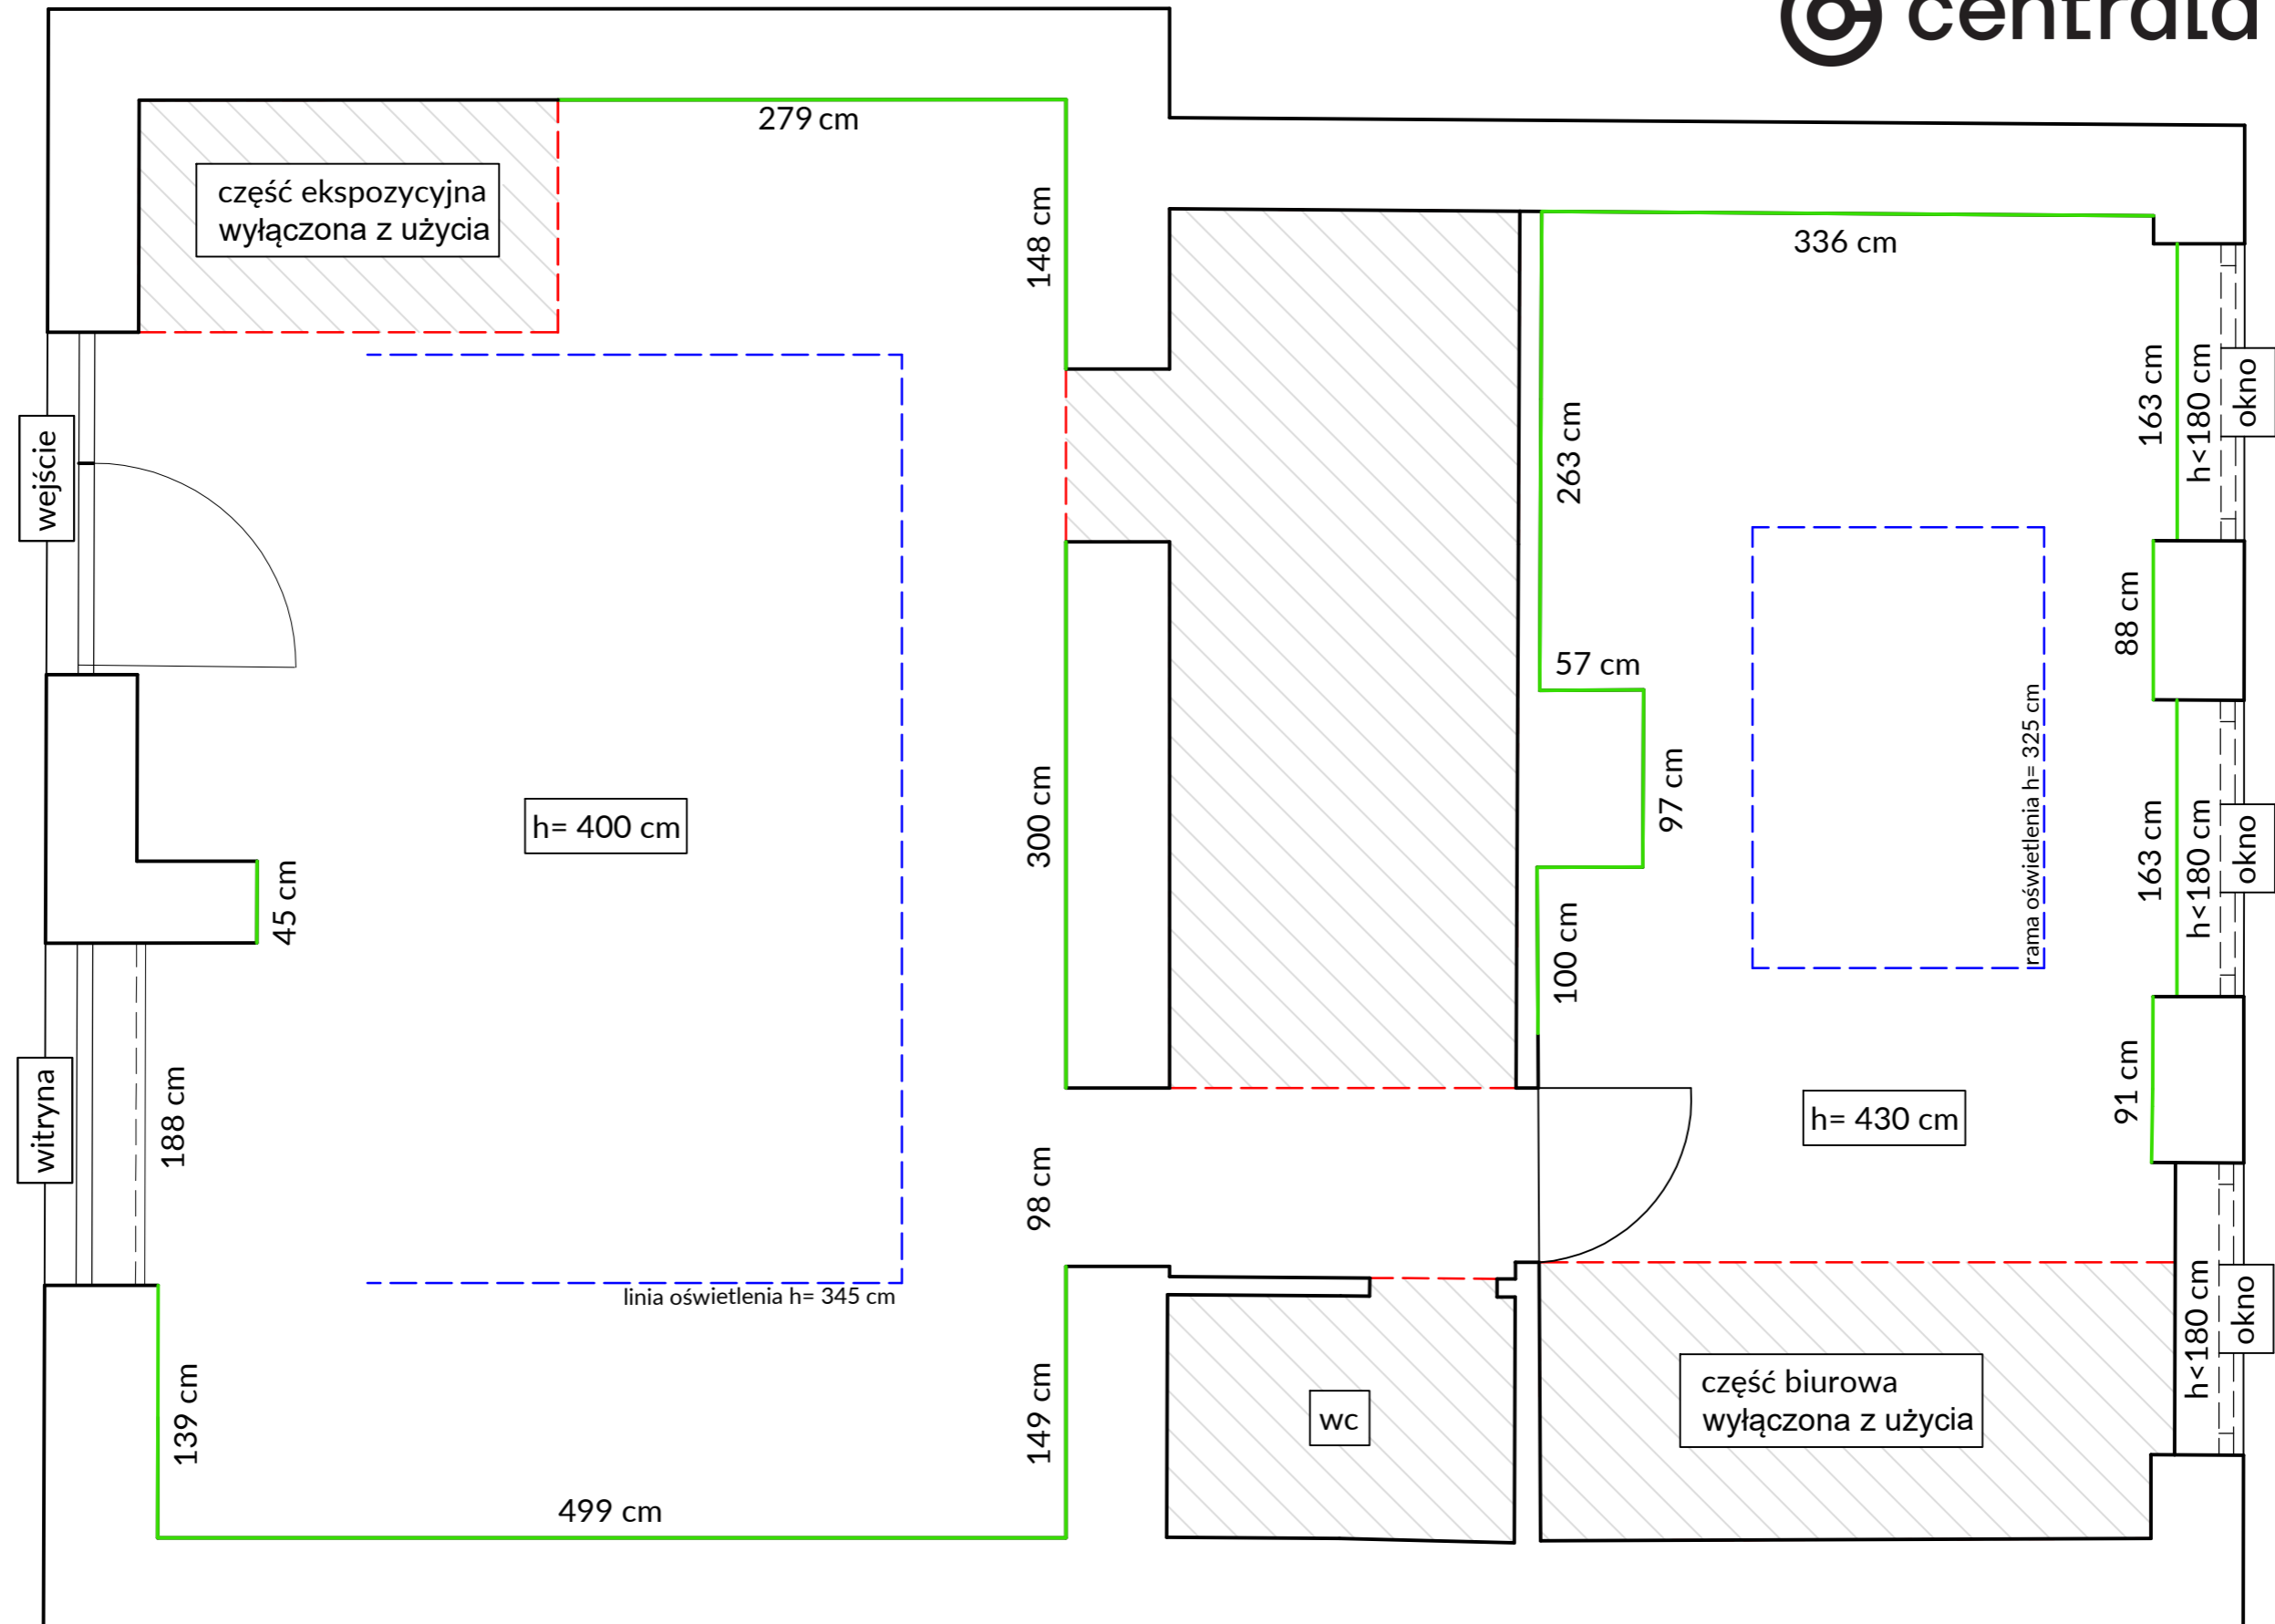 centrala
279 cm
część ekspozycyjna
wyłączona z użycia
148 cm
336 cm
wejście
263 cm
163 cm
h<180 cm
okno
57 cm
88 cm
h= 400 cm
300 cm
97 cm
rama oświetlenia h= 325 cm
163 cm
h<180 cm
okno
45 cm
100 cm
witryna
188 cm
98 cm
h= 430 cm
91 cm
linia oświetlenia h= 345 cm
139 cm
149 cm
wc
część biurowa
wyłączona z użycia
h<180 cm
okno
499 cm